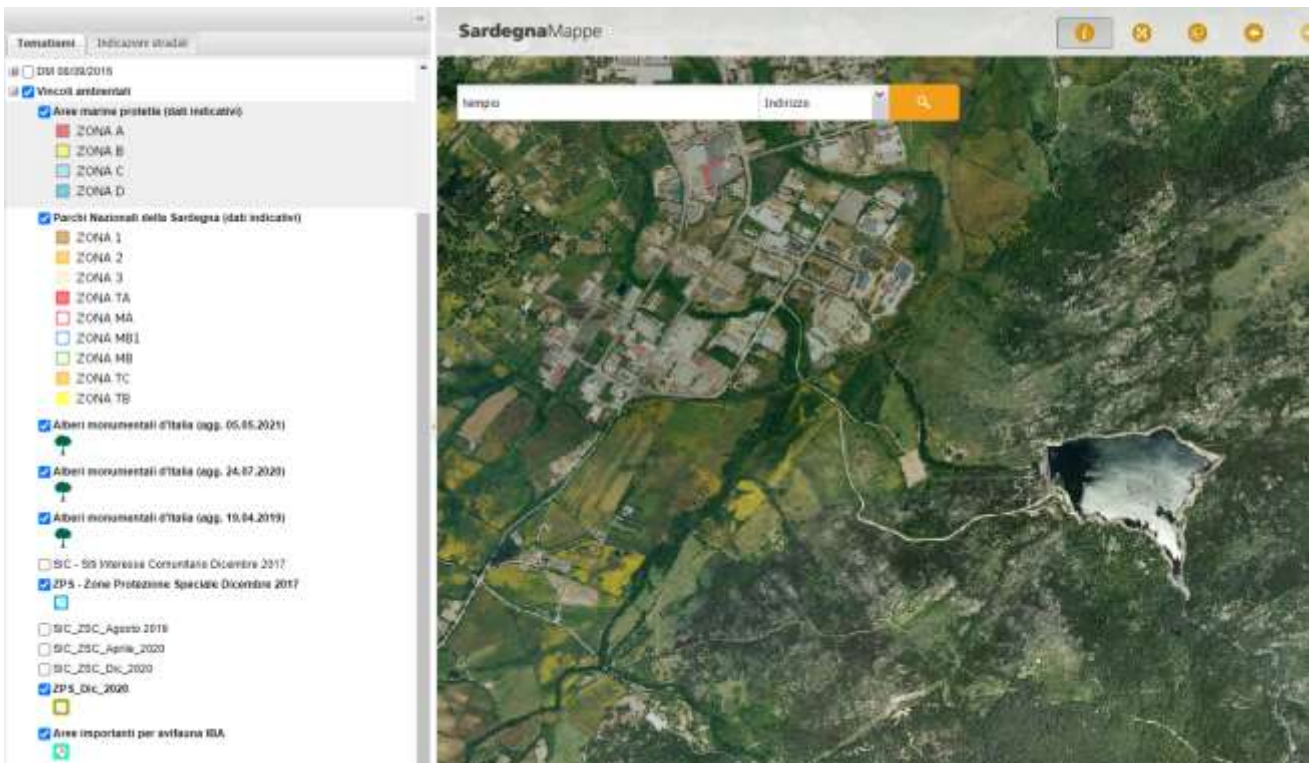 SardegnaMappe
Tematismi
Indicazioni stradali
DM 08/09/2016
Vincoli ambientali
Aree marine protette (dati indicativi)
ZONA A
ZONA B
ZONA C
ZONA D
Parchi Nazionali della Sardegna (dati indicativi)
ZONA 1
ZONA 2
ZONA 3
ZONA TA
ZONA MA
ZONA MB1
ZONA MB
ZONA TC
ZONA TB
Alberi monumentali d'Italia (agg. 05.05.2021)
Alberi monumentali d'Italia (agg. 24.07.2020)
Alberi monumentali d'Italia (agg. 19.04.2019)
SIC - Siti Interesse Comunitario Dicembre 2017
ZPS - Zone Protezione Speciale Dicembre 2017
SIC_ZSC_Agosto 2018
SIC_ZSC_Aprile_2020
SIC_ZSC_Dic_2020
ZPS_Dic_2020
Aree importanti per avifauna IBA
tempio
Indirizzo